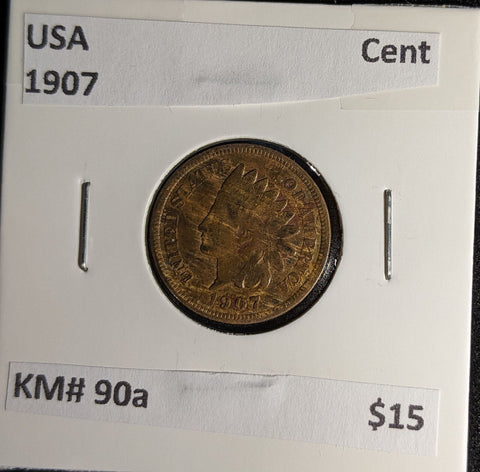 USA Cent
1907
UNITED STATES OF AMERICA
1907
KM# 90a $15